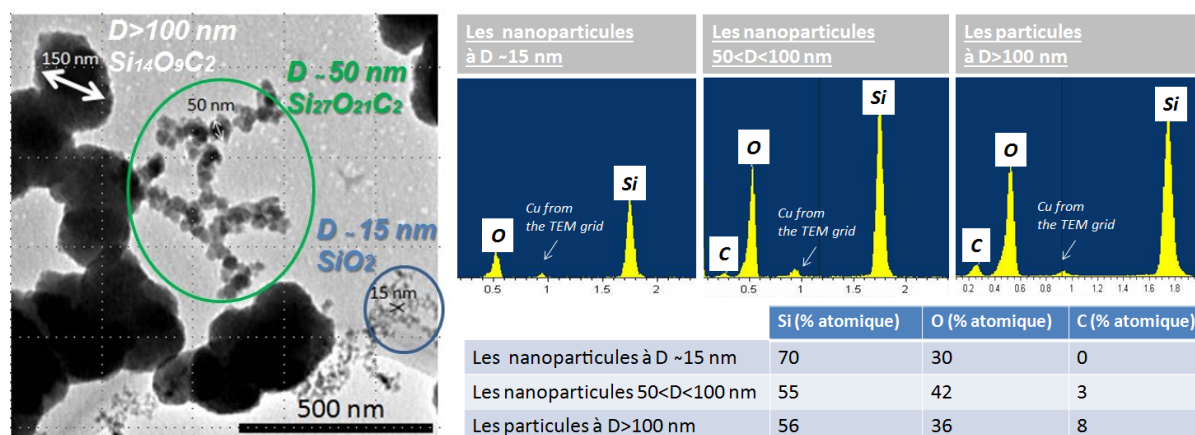 D>100 nm
Si14O9C2
150 nm
D ~ 50 nm
Si27O21C2
50 nm
D ~ 15 nm
SiO2
15 nm
500 nm
Les nanoparticules
à D ~15 nm
O
Cu from
the TEM grid
Si
0.5 1 1.5 2
Les nanoparticules
50<D<100 nm
C
O
Cu from
the TEM grid
Si
0.5 1 1.5 2
Les particules
à D>100 nm
C
O
Cu from
the TEM grid
Si
0.2 0.4 0.6 0.8 1 1.2 1.4 1.6 1.8
Si (% atomique) O (% atomique) C (% atomique)
Les nanoparticules à D ~15 nm 70 30 0
Les nanoparticules 50<D<100 nm 55 42 3
Les particules à D>100 nm 56 36 8